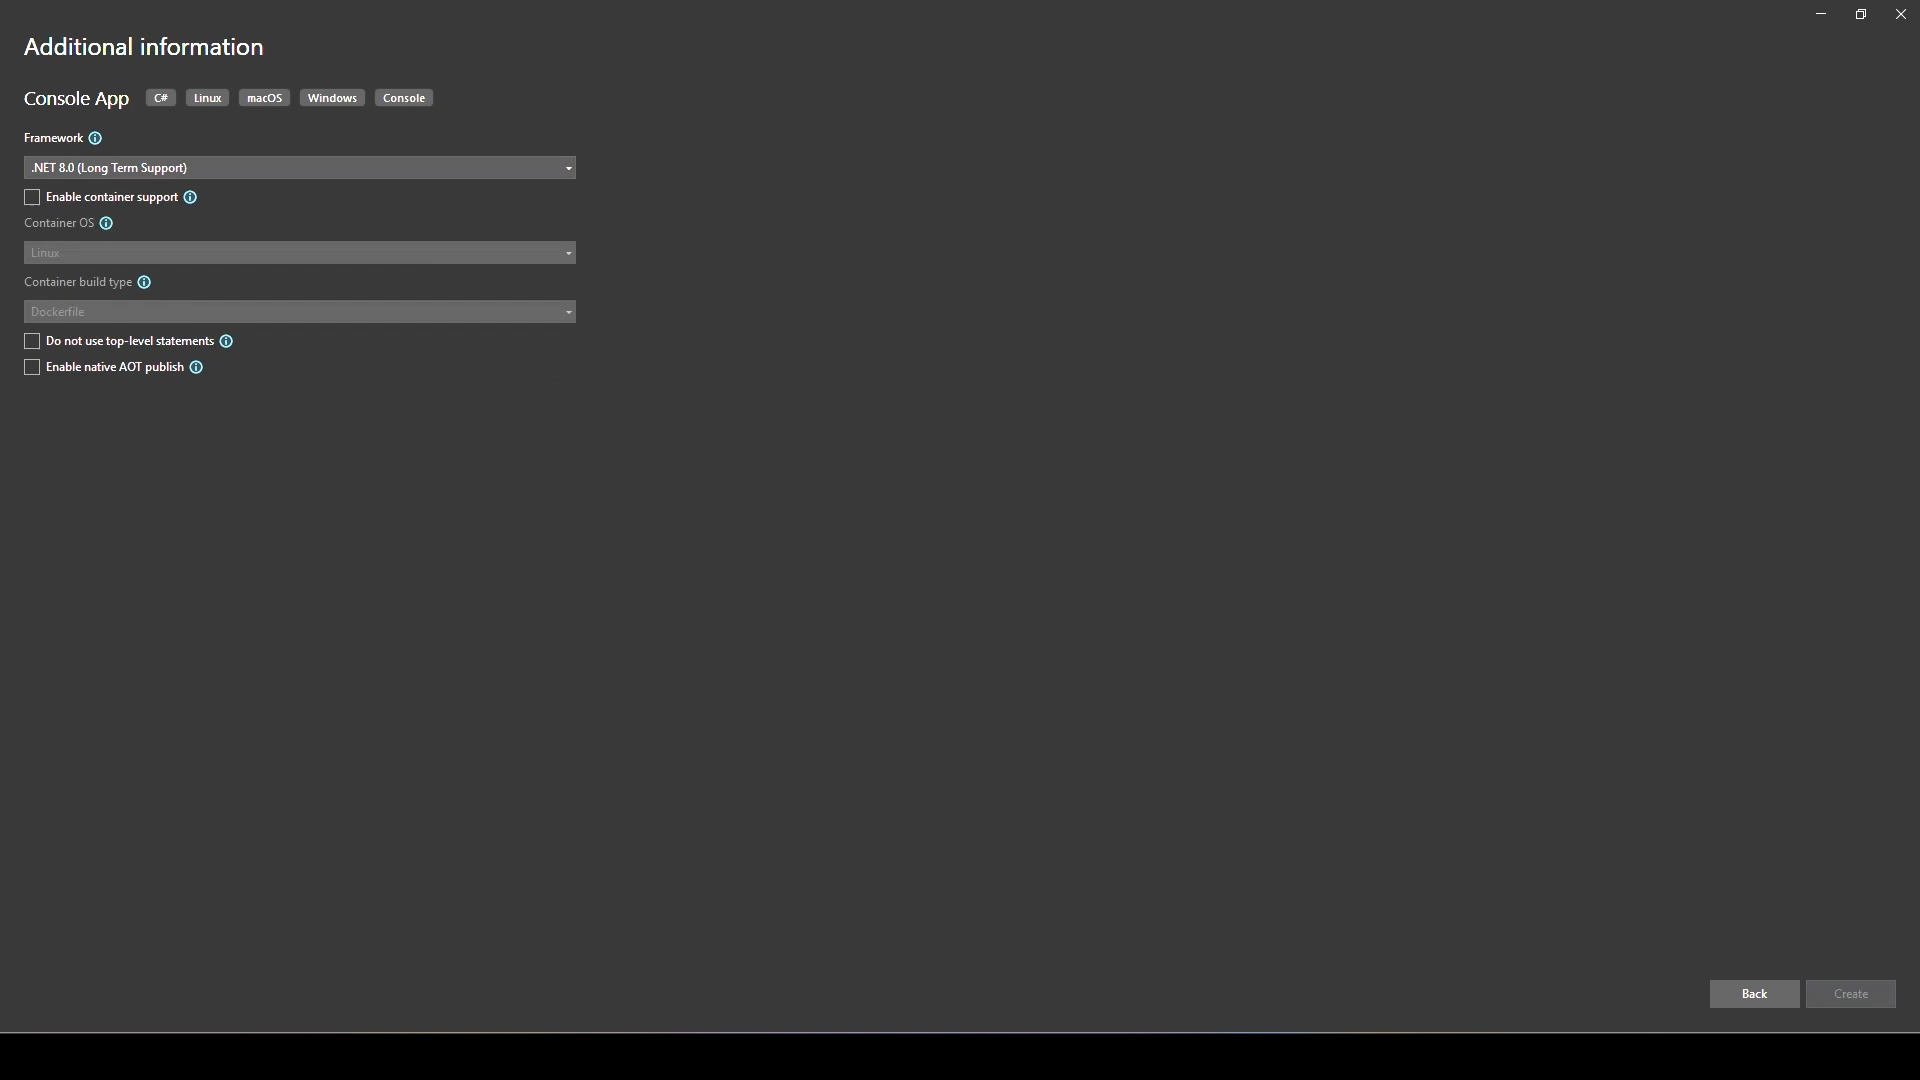 Additional information
Console App C# Linux macOS Windows Console
Framework
.NET 8.0 (Long Term Support)
Enable container support
Container OS
Linux
Container build type
Dockerfile
Do not use top-level statements
Enable native AOT publish
Back Create